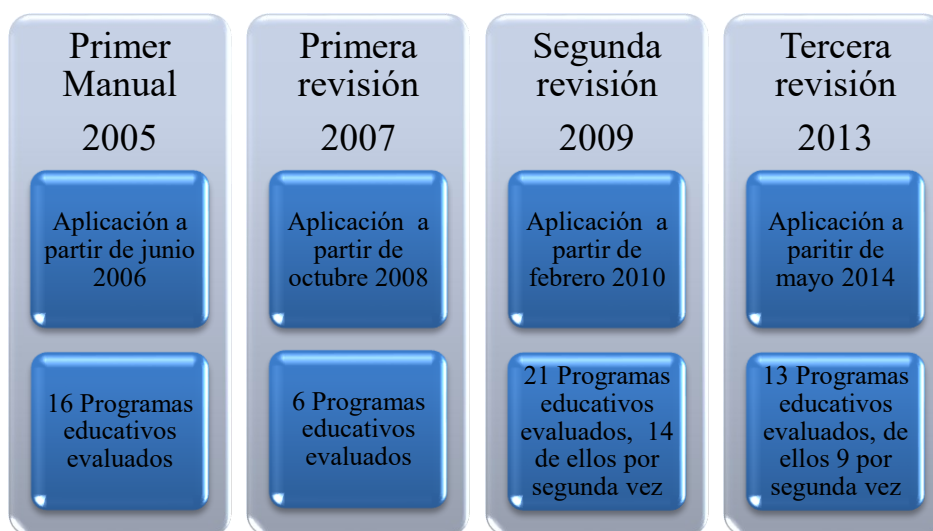 Primer
Manual
2005
Aplicación a
partir de junio
2006
16 Programas
educativos
evaluados
Primera
revisión
2007
Aplicación a
partir de
octubre 2008
6 Programas
educativos
evaluados
Segunda
revisión
2009
Aplicación a
partir de
febrero 2010
21 Programas
educativos
evaluados, 14
de ellos por
segunda vez
Tercera
revisión
2013
Aplicación a
paritir de
mayo 2014
13 Programas
educativos
evaluados, de
ellos 9 por
segunda vez